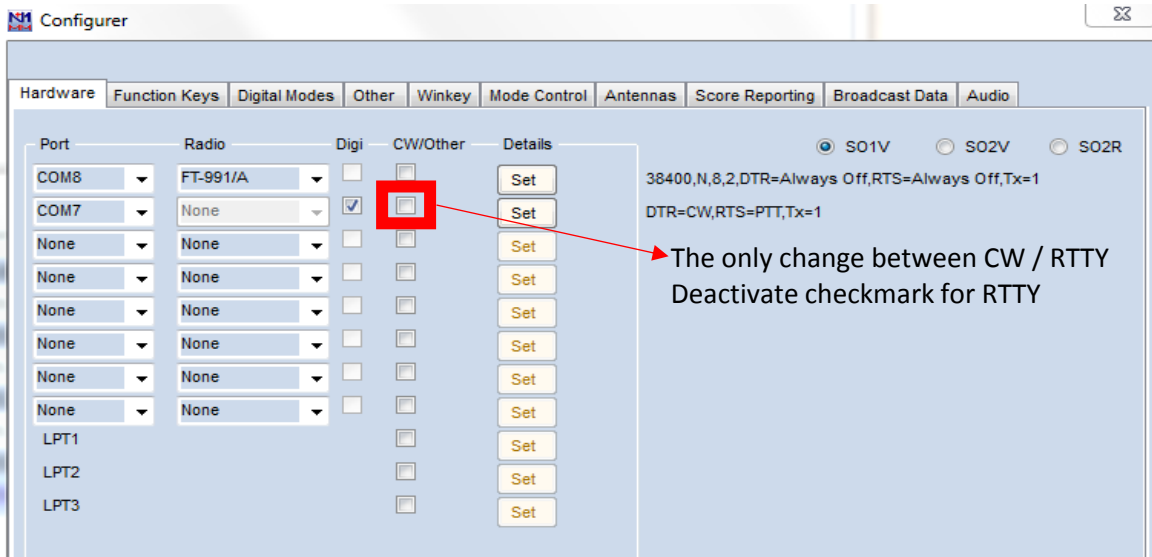 N1
MM
Configurer
Hardware Function Keys Digital Modes Other Winkey Mode Control Antennas Score Reporting Broadcast Data Audio
Port Radio Digi CW/Other Details SO1V SO2V SO2R
COM8 FT-991/A Set 38400,N,8,2,DTR=Always Off,RTS=Always Off,Tx=1
COM7 None Set DTR=CW,RTS=PTT,Tx=1
None None Set
The only change between CW / RTTY
Deactivate checkmark for RTTY
None None Set
None None Set
None None Set
None None Set
None None Set
LPT1 Set
LPT2 Set
LPT3 Set